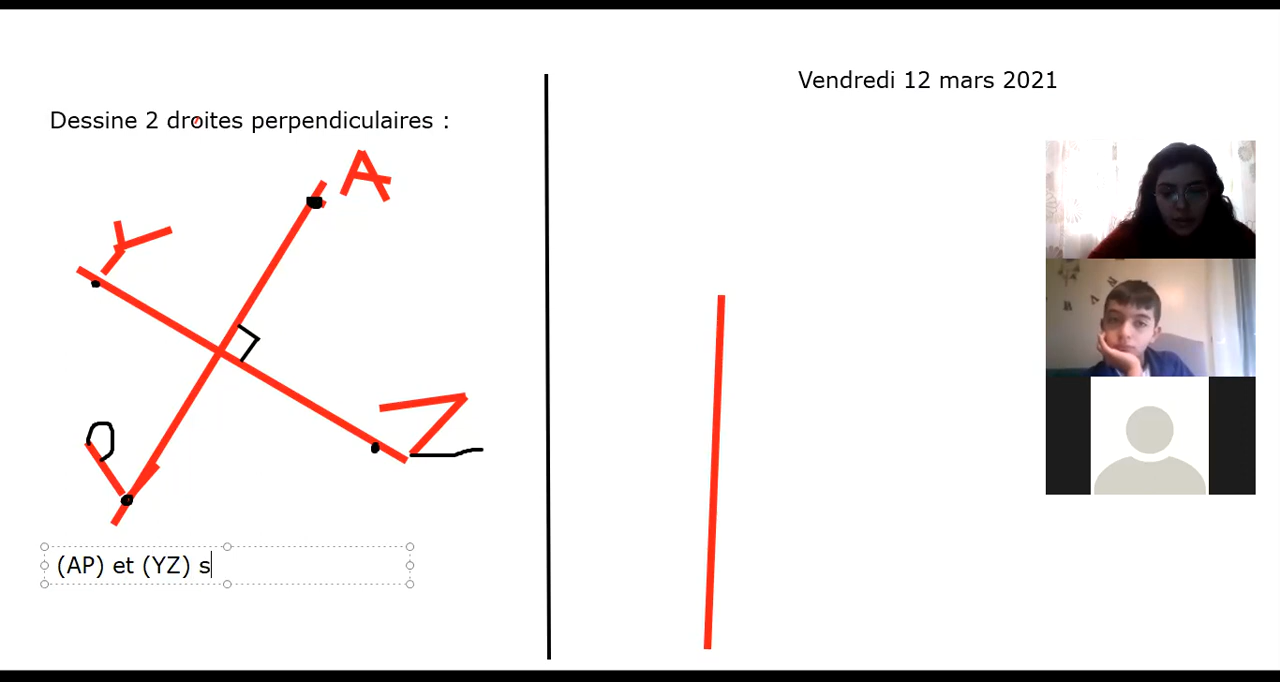 Vendredi 12 mars 2021
Dessine 2 droites perpendiculaires :
A
Y
Z
P
(AP) et (YZ) s